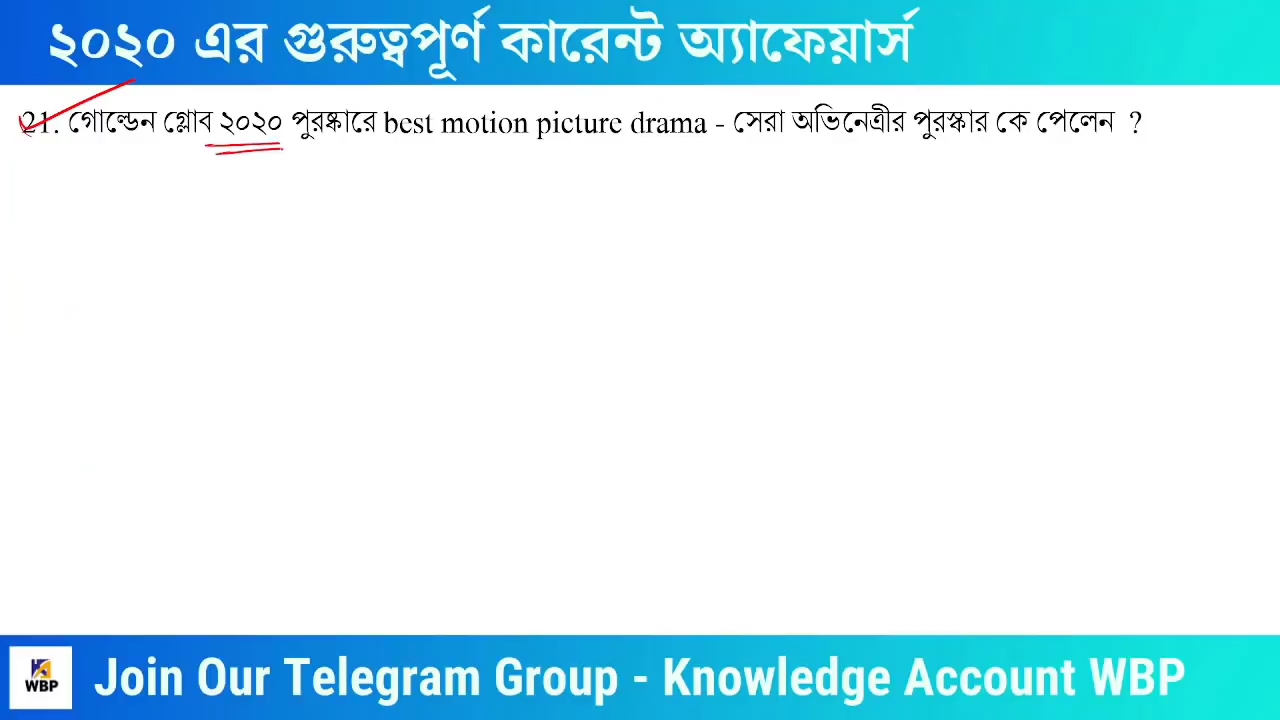 ২০২০ এর গুরুত্বপূর্ণ কারেন্ট অ্যাফেয়ার্স
21. গোল্ডেন গ্লোব ২০২০ পুরষ্কারে best motion picture drama - সেরা অভিনেত্রীর পুরস্কার কে পেলেন ?
WBP
Join Our Telegram Group - Knowledge Account WBP